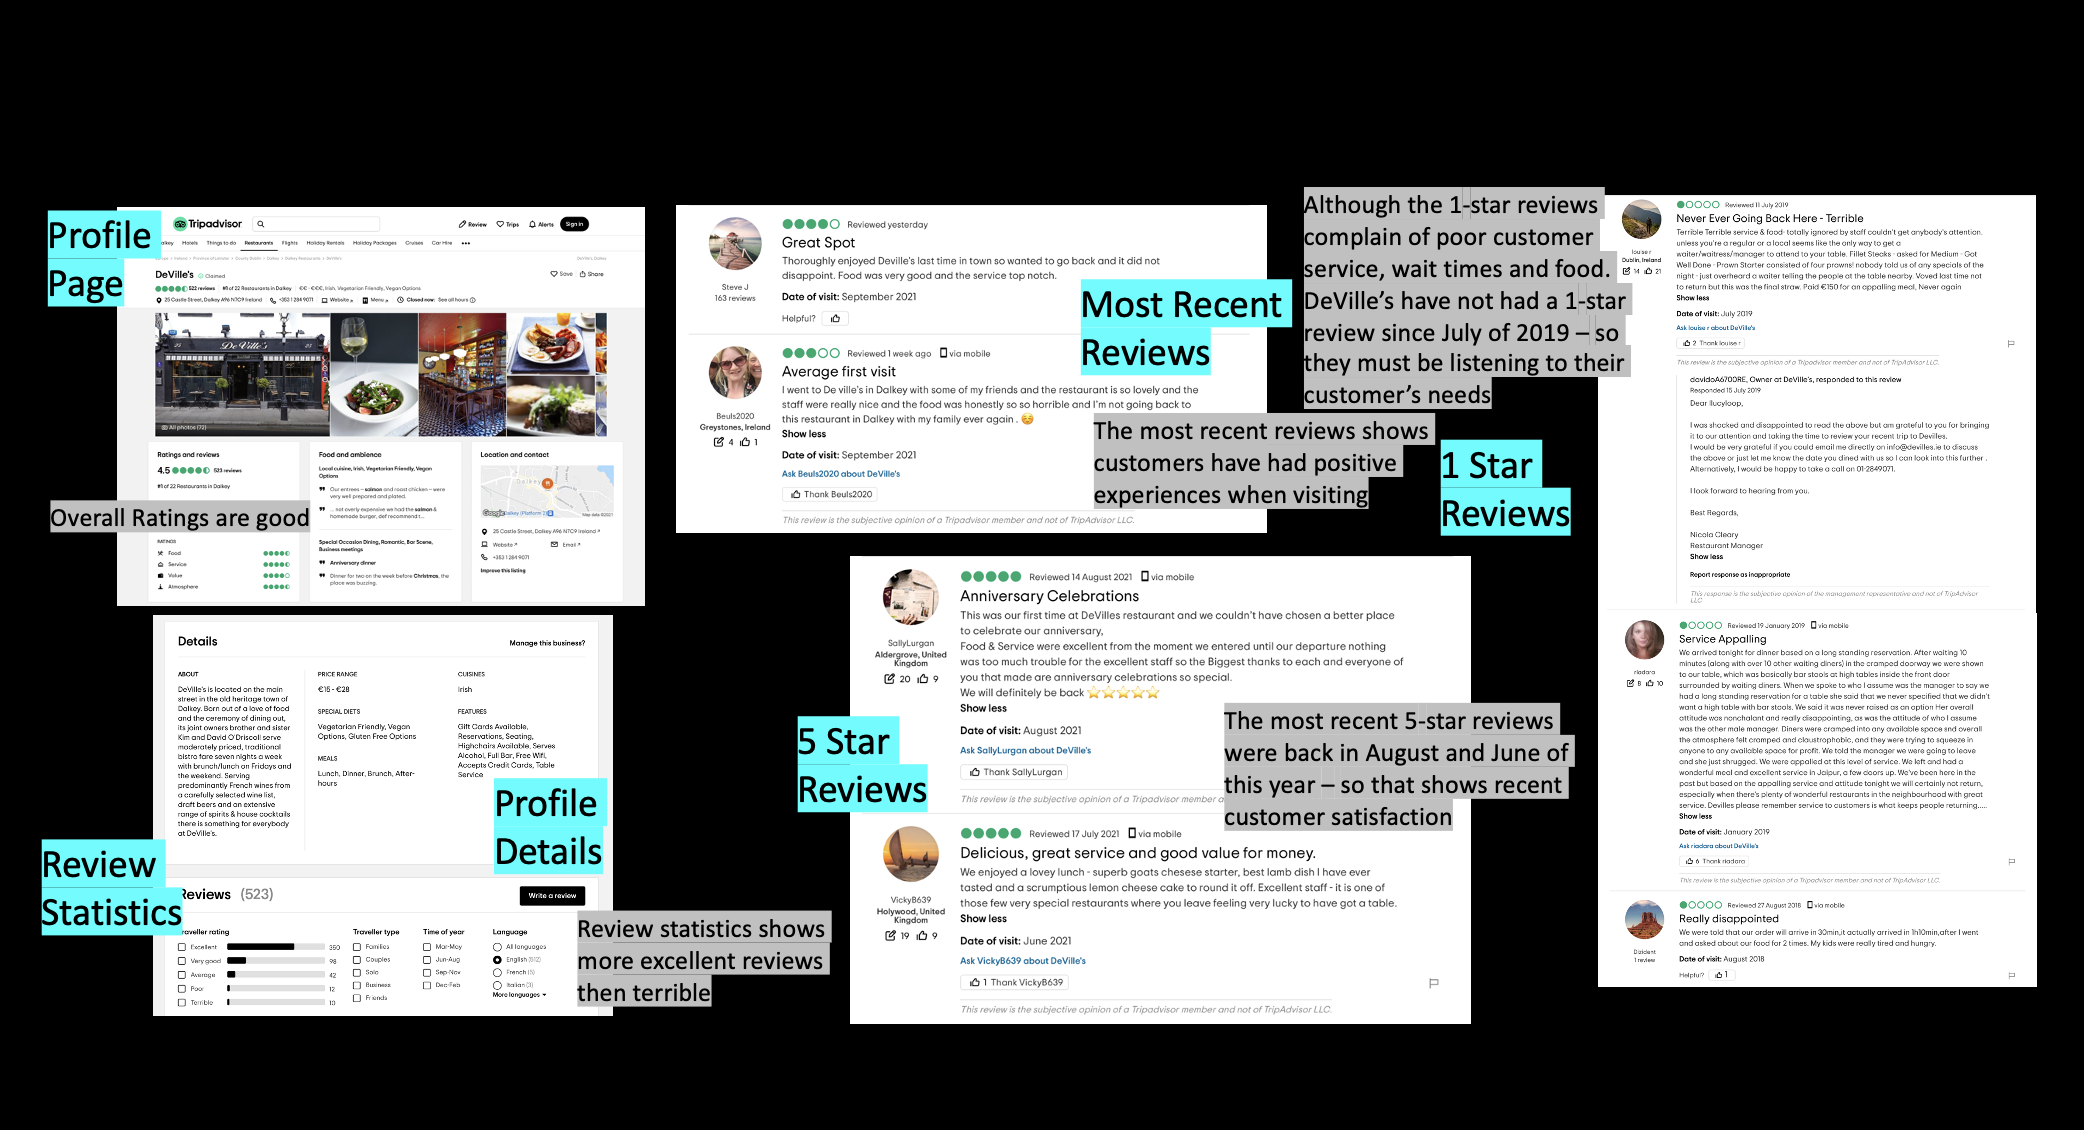 Profile
Page
Tripadvisor
Review
Trips
Alerts
Sign in
Hotels
Things to do
Restaurants
Flights
Holiday Rentals
Holiday Packages
Cruises
Car Hire
DeVille's
Claimed
Save
Share
522 reviews
#1 of 22 Restaurants in Dalkey
€€ - €€€, Irish, Vegetarian Friendly, Vegan Options
25 Castle Street, Dalkey A96 N7C9 Ireland
+353 1 284 9071
Website
Menu
Closed now: See all hours
DeVille's
All photos (72)
Ratings and reviews
4.5 523 reviews
#1 of 22 Restaurants in Dalkey
Overall Ratings are good
RATINGS
Food
Service
Value
Atmosphere
Food and ambience
Local cuisine, Irish, Vegetarian Friendly, Vegan
Options
Our entrees – salmon and roast chicken – were
very well prepared and plated.
... not overly expensive we had the salmon &
homemade burger, def recommend t...
Special Occasion Dining, Romantic, Bar Scene,
Business meetings
Anniversary dinner
Dinner for two on the week before Christmas, the
place was buzzing.
Location and contact
Dalkey
Google
25 Castle Street, Dalkey A96 N7C9 Ireland
Website
Email
+353 1 284 9071
Improve this listing
Details
Manage this business?
ABOUT
DeVille's is located on the main
street in the old heritage town of
Dalkey. Born out of a love of food
and the ceremony of dining out,
its joint owners brother and sister
Kim and David O'Driscoll serve
moderately priced, traditional
bistro fare seven nights a week
with brunch/lunch on Fridays and
the weekend. Serving
predominantly French wines from
a carefully selected wine list,
draft beers and an extensive
range of spirits & house cocktails
there is something for everybody
at DeVille's.
PRICE RANGE
€15 - €28
SPECIAL DIETS
Vegetarian Friendly, Vegan
Options, Gluten Free Options
MEALS
Lunch, Dinner, Brunch, After-
hours
CUISINES
Irish
FEATURES
Gift Cards Available,
Reservations, Seating,
Highchairs Available, Serves
Alcohol, Full Bar, Free Wifi,
Accepts Credit Cards, Table
Service
Profile
Details
Review
Statistics
Reviews (523)
Write a review
Traveller rating
Excellent 350
Very good 98
Average 42
Poor 12
Terrible 10
Traveller type
Families
Couples
Solo
Business
Friends
Time of year
Mar-May
Jun-Aug
Sep-Nov
Dec-Feb
Language
All languages
English (512)
French (5)
Italian (3)
More languages
Review statistics shows
more excellent reviews
then terrible
Steve J
163 reviews
Reviewed yesterday
Great Spot
Thoroughly enjoyed Deville's last time in town so wanted to go back and it did not
disappoint. Food was very good and the service top notch.
Date of visit: September 2021
Helpful?
Beuls2020
Greystones, Ireland
4 1
Reviewed 1 week ago via mobile
Average first visit
I went to De ville's in Dalkey with some of my friends and the restaurant is so lovely and the
staff were really nice and the food was honestly so so horrible and I'm not going back to
this restaurant in Dalkey with my family ever again . 😌
Show less
Date of visit: September 2021
Ask Beuls2020 about DeVille's
Thank Beuls2020
This review is the subjective opinion of a Tripadvisor member and not of TripAdvisor LLC.
Most Recent
Reviews
The most recent reviews shows
customers have had positive
experiences when visiting
5 Star
Reviews
SallyLurgan
Aldergrove, United
Kingdom
20 9
Reviewed 14 August 2021 via mobile
Anniversary Celebrations
This was our first time at DeVilles restaurant and we couldn't have chosen a better place
to celebrate our anniversary,
Food & Service were excellent from the moment we entered until our departure nothing
was too much trouble for the excellent staff so the Biggest thanks to each and everyone of
you that made are anniversary celebrations so special.
We will definitely be back ⭐⭐⭐⭐⭐
Show less
Date of visit: August 2021
Ask SallyLurgan about DeVille's
Thank SallyLurgan
This review is the subjective opinion of a Tripadvisor member a
The most recent 5-star reviews
were back in August and June of
this year – so that shows recent
customer satisfaction
VickyB639
Holywood, United
Kingdom
19 9
Reviewed 17 July 2021 via mobile
Delicious, great service and good value for money.
We enjoyed a lovey lunch - superb goats chesese starter, best lamb dish I have ever
tasted and a scrumptious lemon cheese cake to round it off. Excellent staff - it is one of
those few very special restaurants where you leave feeling very lucky to have got a table.
Show less
Date of visit: June 2021
Ask VickyB639 about DeVille's
1 Thank VickyB639
This review is the subjective opinion of a Tripadvisor member and not of TripAdvisor LLC.
Although the 1-star reviews
complain of poor customer
service, wait times and food.
DeVille's have not had a 1-star
review since July of 2019 – so
they must be listening to their
customer's needs
1 Star
Reviews
louise r
Dublin, Ireland
14 21
Reviewed 11 July 2019
Never Ever Going Back Here - Terrible
Terrible Terrible service & food- totally ignored by staff couldn't get anybody's attention.
unless you're a regular or a local seems like the only way to get a
waiter/waitress/manager to attend to your table. Fillet Steaks - asked for Medium - Got
Well Done - Prawn Starter consisted of four prawns! nobody told us of any specials of the
night - just overheard a waiter telling the people at the table nearby. Voved last time not
to return but this was the final straw. Paid €150 for an appalling meal. Never again
Show less
Date of visit: July 2019
Ask louise r about DeVille's
2 Thank louise r
This review is the subjective opinion of a Tripadvisor member and not of TripAdvisor LLC.
davidoA670ORE, Owner at DeVille's, responded to this review
Responded 15 July 2019
Dear llucyloop,
I was shocked and disappointed to read the above but am grateful to you for bringing
it to our attention and taking the time to review your recent trip to Devilles.
I would be very grateful if you could email me directly on info@devilles.ie to discuss
the above or just let me know the date you dined with us so I can look into this further .
Alternatively, I would be happy to take a call on 01-2849071.
I look forward to hearing from you.
Best Regards,
Nicola Cleary
Restaurant Manager
Show less
Report response as inappropriate
This response is the subjective opinion of the management representative and not of TripAdvisor
LLC
riadara
8 10
Reviewed 19 January 2019 via mobile
Service Appalling
We arrived tonight for dinner based on a long standing reservation. After waiting 10
minutes (along with over 10 other waiting diners) in the cramped doorway we were shown
to our table, which was basically bar stools at high tables inside the front door
surrounded by waiting diners. When we spoke to who I assume was the manager to say we
had a long standing reservation for a table she said that we never specified that we didn't
want a high table with bar stools. We said it was never raised as an option Her overall
attitude was nonchalant and really disappointing, as was the attitude of who I assume
was the other male manager. Diners were cramped into any available space snd overall
the atmosphere felt cramped and claustrophobic, and they were trying to squeeze in
anyone to any available space for profit. We told the manager we were going to leave
and she just shrugged. We were appalled at this level of service. We left and had a
wonderful meal and excellent service in Jaipur, a few doors up. We've been here in the
past but based on the appalling service and attitude tonight we will certainly not return,
especially when there's plenty of wonderful restaurants in the neighbourhood with great
service. Devilles please remember service to customers is what keeps people returning.....
Show less
Date of visit: January 2019
Ask riadara about DeVille's
6 Thank riadara
This review is the subjective opinion of a Tripadvisor member and not of TripAdvisor LLC.
Dzident
1 review
Reviewed 27 August 2018 via mobile
Really disappointed
We were told that our order will arrive in 30min,it actually arrived in 1h10min,after I went
and asked about our food for 2 times. My kids were really tired and hungry.
Date of visit: August 2018
Helpful? 1